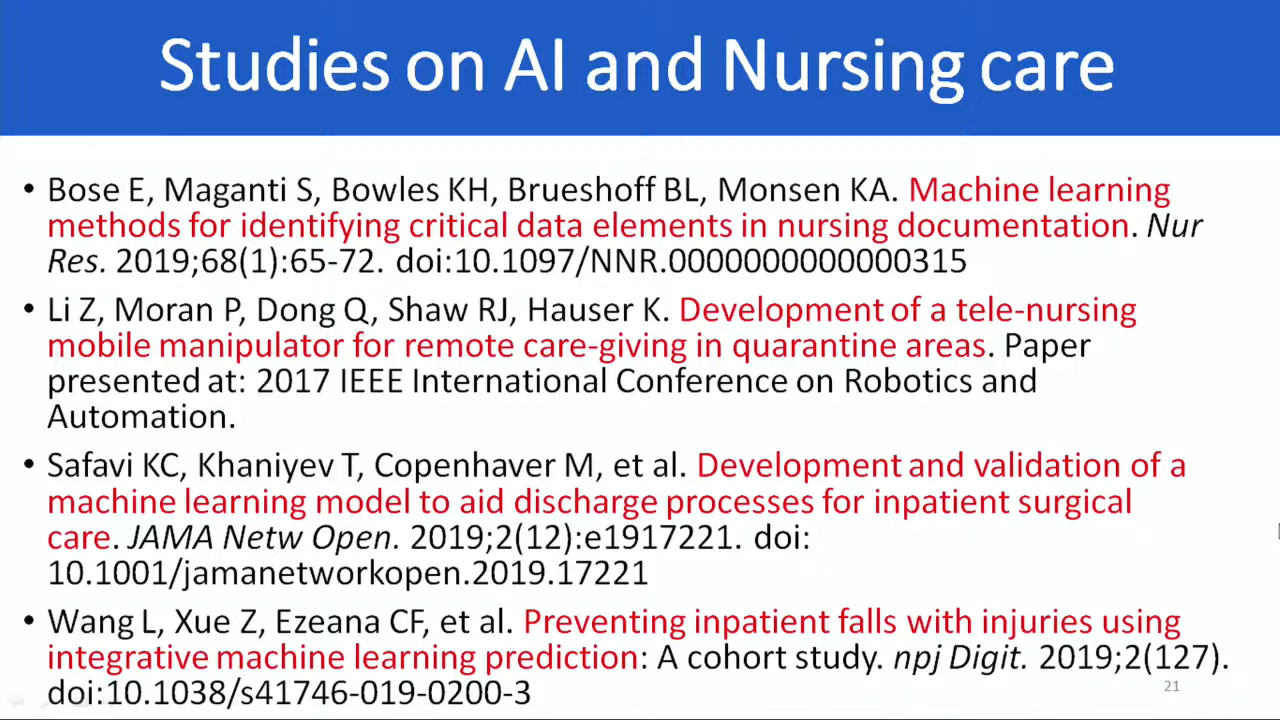 Studies on AI and Nursing care
• Bose E, Maganti S, Bowles KH, Brueshoff BL, Monsen KA. Machine learning
methods for identifying critical data elements in nursing documentation. Nur
Res. 2019;68(1):65-72. doi:10.1097/NNR.0000000000000315
• Li Z, Moran P, Dong Q, Shaw RJ, Hauser K. Development of a tele-nursing
mobile manipulator for remote care-giving in quarantine areas. Paper
presented at: 2017 IEEE International Conference on Robotics and
Automation.
• Safavi KC, Khaniyev T, Copenhaver M, et al. Development and validation of a
machine learning model to aid discharge processes for inpatient surgical
care. JAMA Netw Open. 2019;2(12):e1917221. doi:
10.1001/jamanetworkopen.2019.17221
• Wang L, Xue Z, Ezeana CF, et al. Preventing inpatient falls with injuries using
integrative machine learning prediction: A cohort study. npj Digit. 2019;2(127).
doi:10.1038/s41746-019-0200-3
21